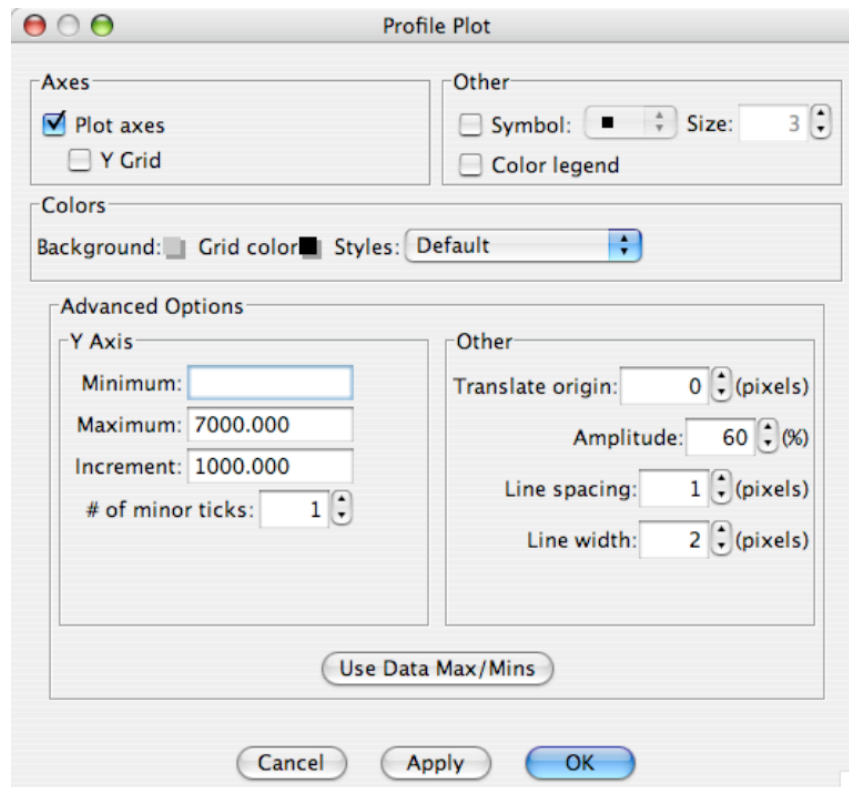 Profile Plot
Axes
Plot axes
Y Grid
Other
Symbol: Size: 3
Color legend
Colors
Background: Grid color Styles: Default
Advanced Options
Y Axis
Minimum:
Maximum: 7000.000
Increment: 1000.000
# of minor ticks: 1
Other
Translate origin: 0 (pixels)
Amplitude: 60 (%)
Line spacing: 1 (pixels)
Line width: 2 (pixels)
Use Data Max/Mins
Cancel Apply OK